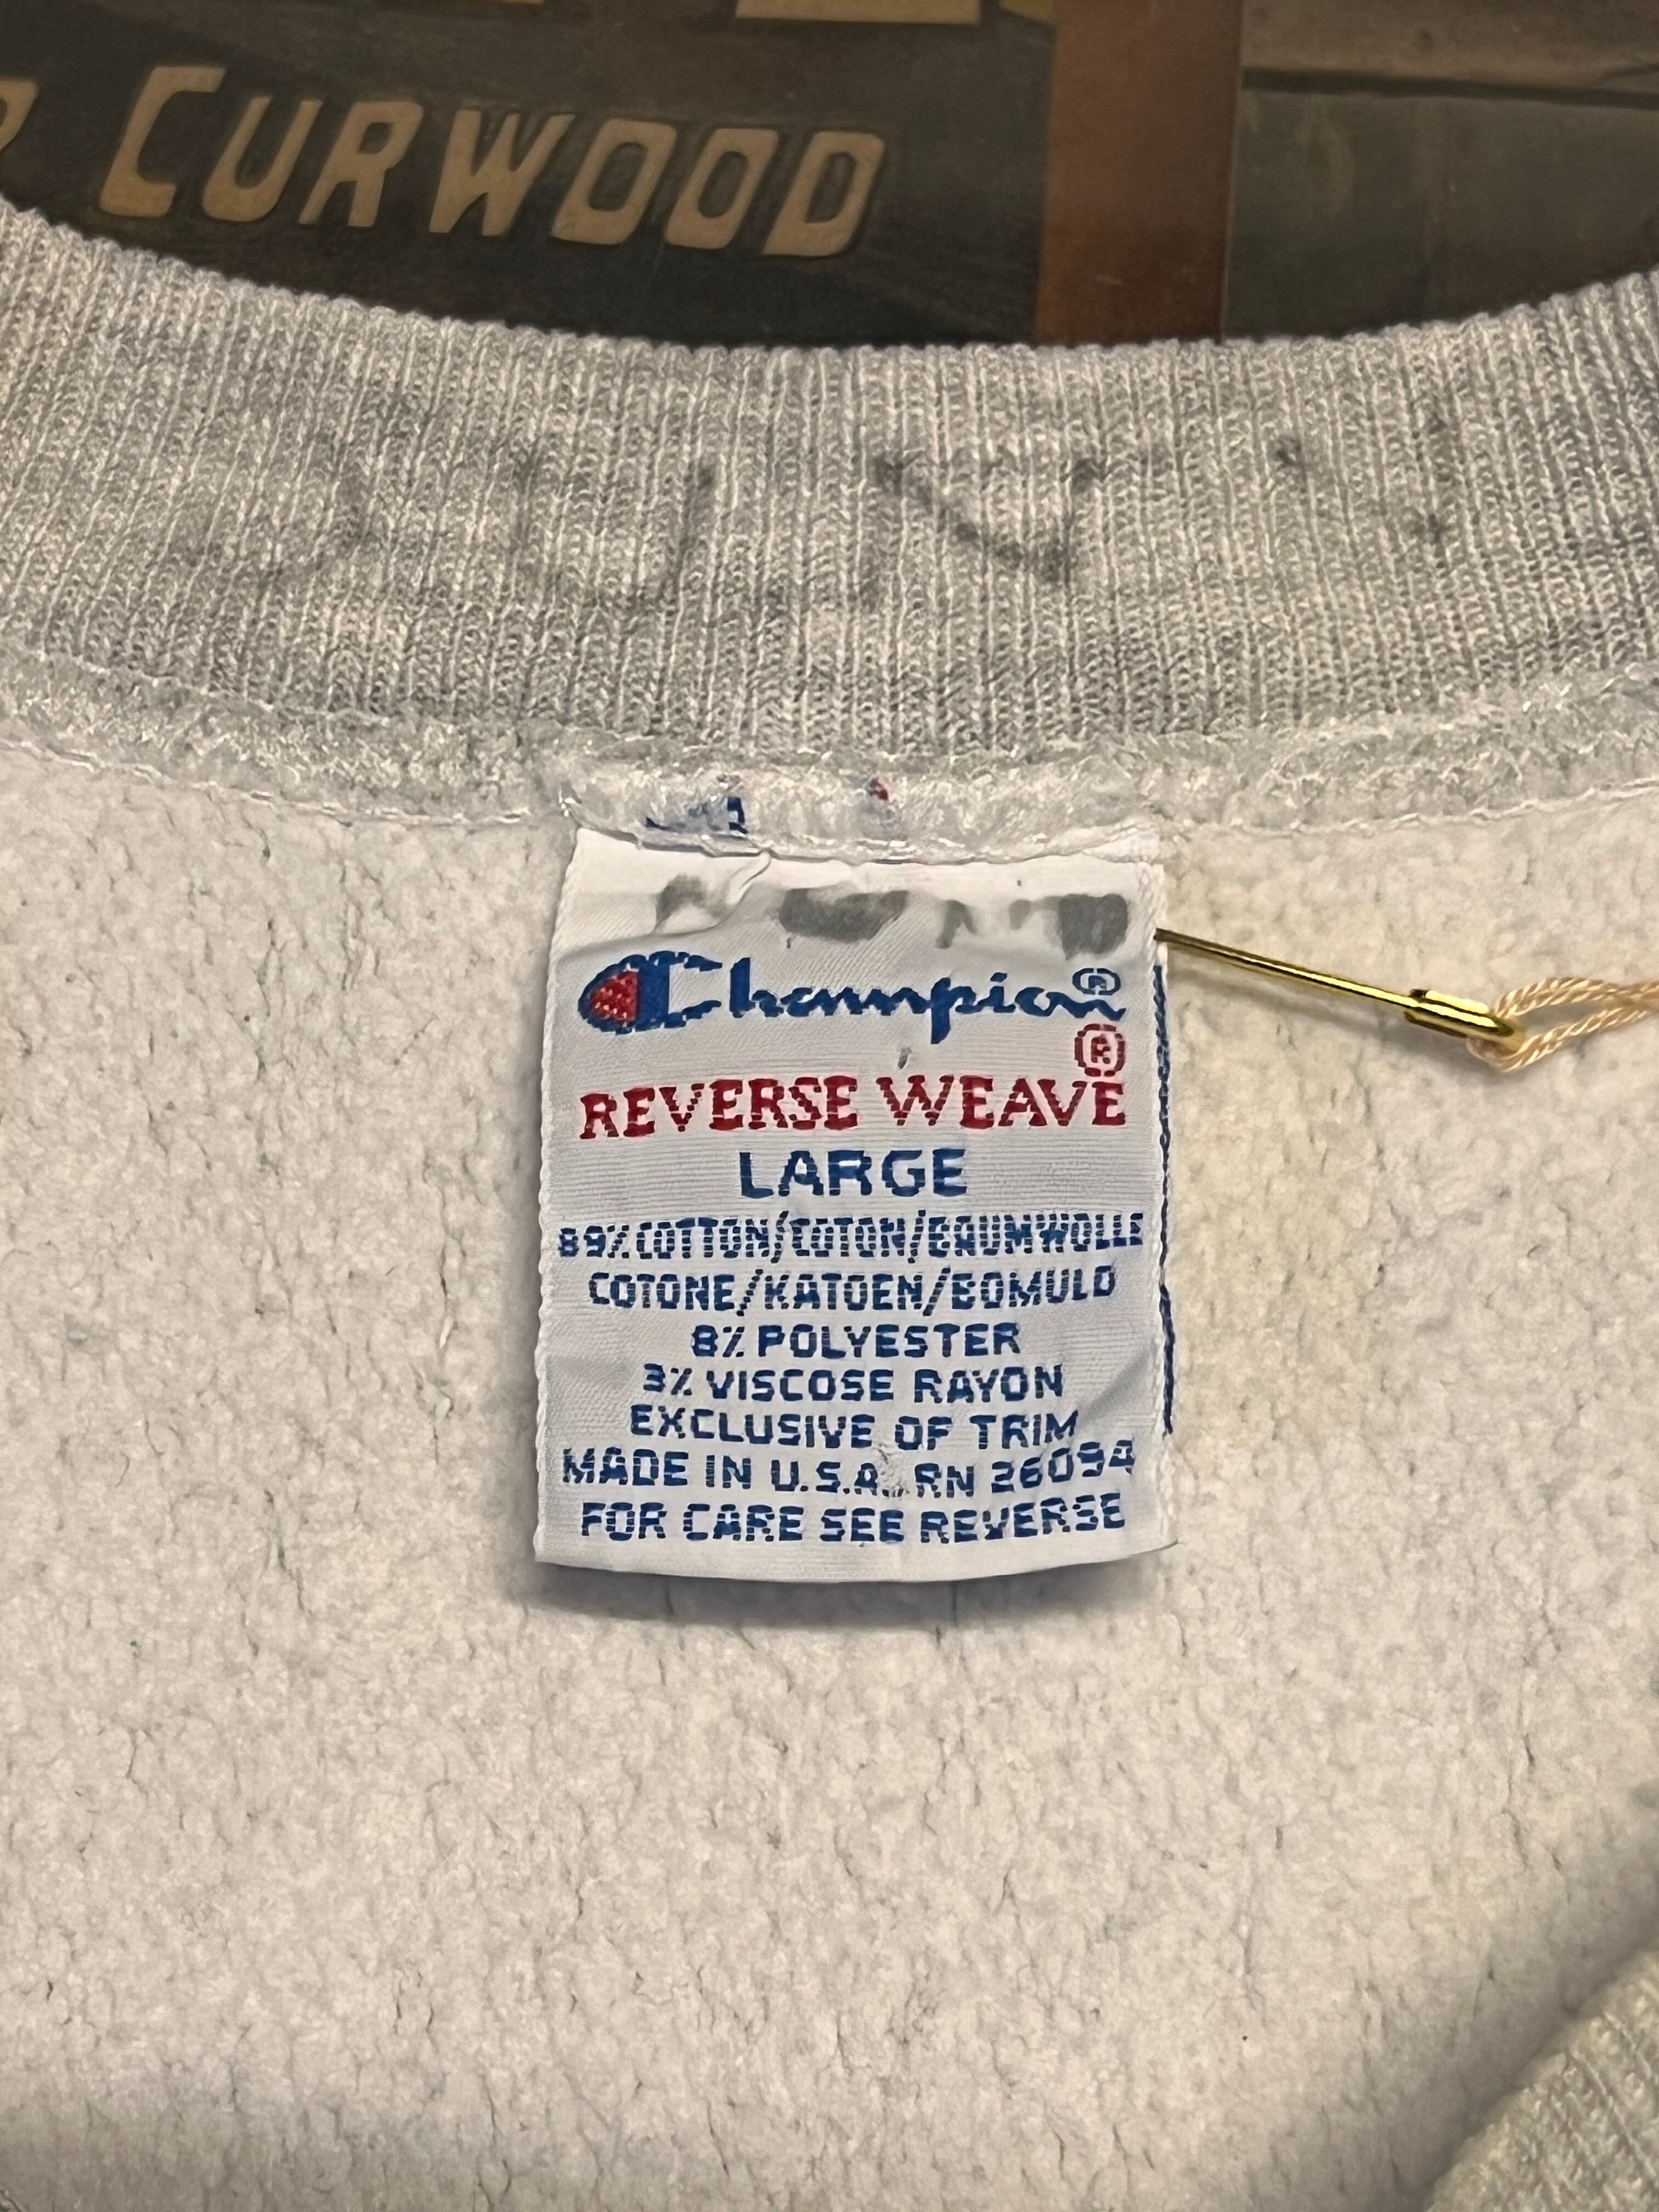 CURWOOD
Champion®
®
REVERSE WEAVE
LARGE
89% COTTON/COTON/BAUMWOLLE
COTONE/KATOEN/BOMULD
8% POLYESTER
3% VISCOSE RAYON
EXCLUSIVE OF TRIM
MADE IN U.S.A. RN 26094
FOR CARE SEE REVERSE